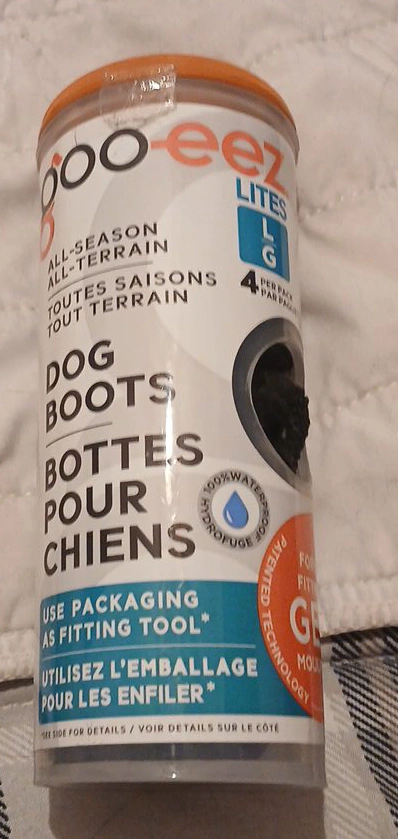 goo-eez
LITES
L
G
4 PER PACK
PAR
ALL-SEASON
ALL-TERRAIN
TOUTES SAISONS
TOUT TERRAIN
DOG
BOOTS
BOTTES
POUR
CHIENS
100% WATERPROOF
HYDROFUGE
PATENTED TECHNOLOGY
USE PACKAGING
AS FITTING TOOL*
UTILISEZ L'EMBALLAGE
POUR LES ENFILER*
*SEE SIDE FOR DETAILS / VOIR DETAILS SUR LE CÔTÉ